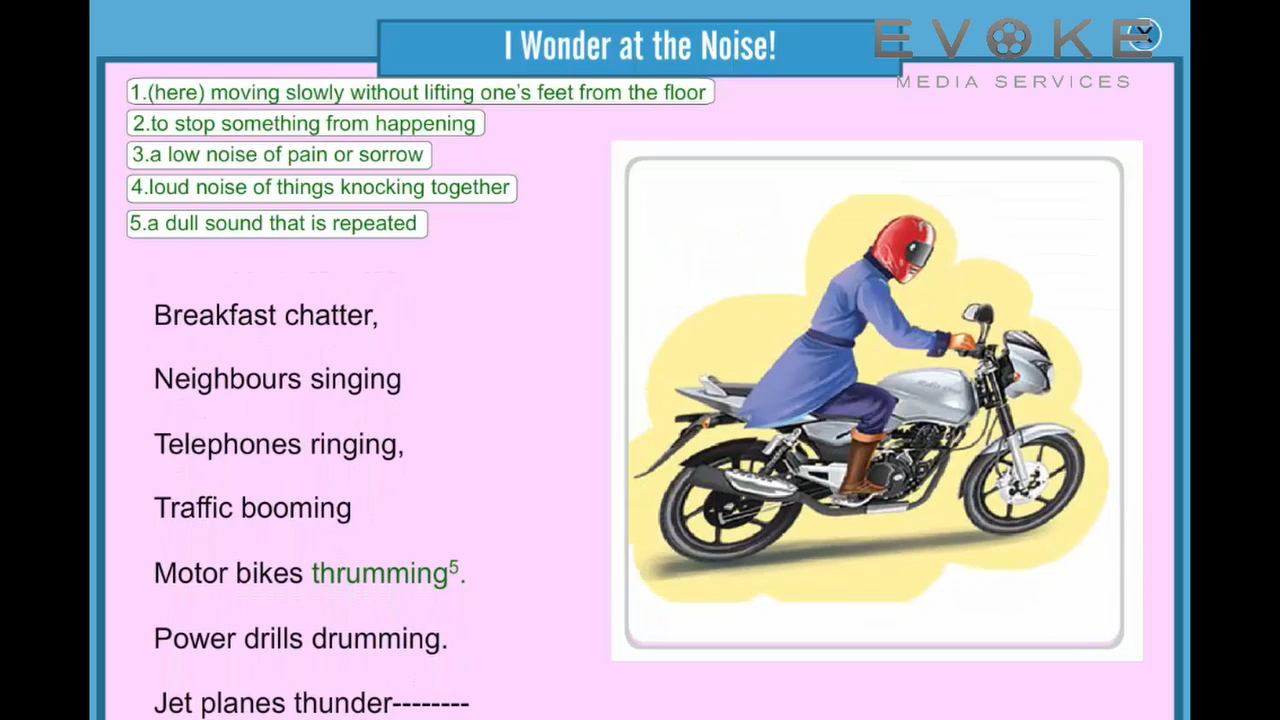 I Wonder at the Noise!
EVOKE
MEDIA SERVICES
X
1.(here) moving slowly without lifting one's feet from the floor
2.to stop something from happening
3.a low noise of pain or sorrow
4.loud noise of things knocking together
5.a dull sound that is repeated
Breakfast chatter,
Neighbours singing
Telephones ringing,
Traffic booming
Motor bikes thrumming⁵.
Power drills drumming.
Jet planes thunder--------